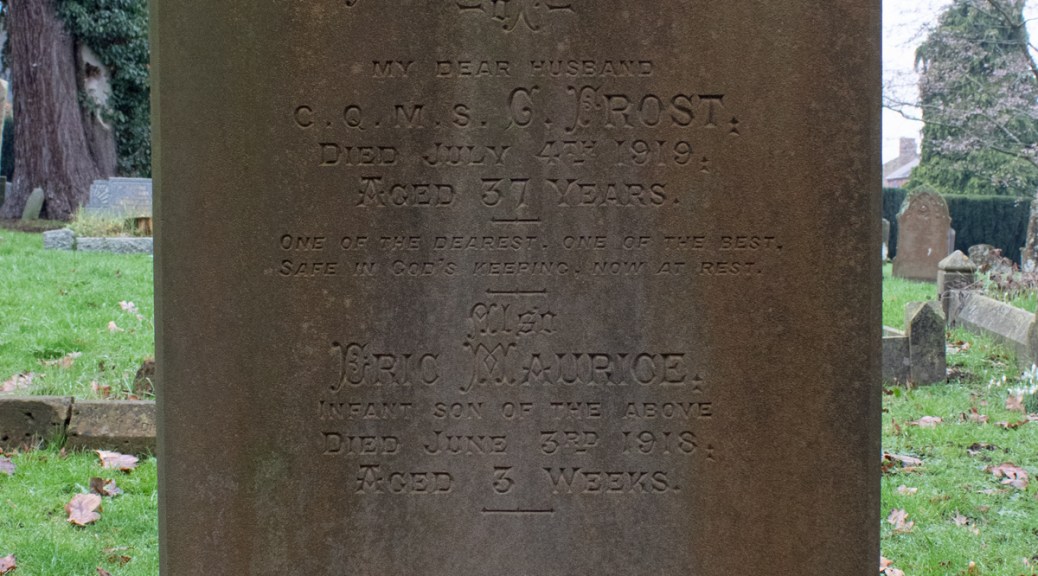 MY DEAR HUSBAND
C.Q.M.S. G. FROST,
DIED JULY 4TH 1919,
AGED 37 YEARS.
ONE OF THE DEAREST, ONE OF THE BEST,
SAFE IN GOD'S KEEPING, NOW AT REST.
ALSO
ERIC MAURICE,
INFANT SON OF THE ABOVE
DIED JUNE 3RD 1918,
AGED 3 WEEKS.